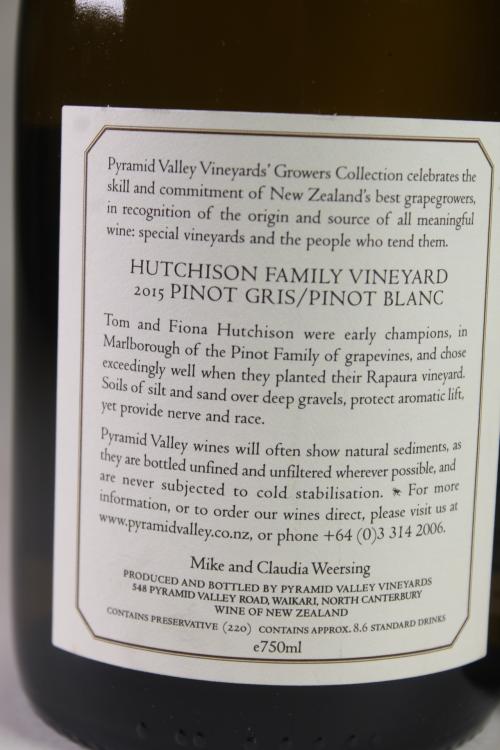 Pyramid Valley Vineyards' Growers Collection celebrates the
skill and commitment of New Zealand's best grapegrowers,
in recognition of the origin and source of all meaningful
wine: special vineyards and the people who tend them.
HUTCHISON FAMILY VINEYARD
2015 PINOT GRIS/PINOT BLANC
Tom and Fiona Hutchison were early champions, in
Marlborough of the Pinot Family of grapevines, and chose
exceedingly well when they planted their Rapaura vineyard.
Soils of silt and sand over deep gravels, protect aromatic lift,
yet provide nerve and race.
Pyramid Valley wines will often show natural sediments, as
they are bottled unfined and unfiltered wherever possible, and
are never subjected to cold stabilisation. * For more
information, or to order our wines direct, please visit us at
www.pyramidvalley.co.nz, or phone +64 (0)3 314 2006.
Mike and Claudia Weersing
PRODUCED AND BOTTLED BY PYRAMID VALLEY VINEYARDS
548 PYRAMID VALLEY ROAD, WAIKARI, NORTH CANTERBURY
WINE OF NEW ZEALAND
CONTAINS PRESERVATIVE (220) CONTAINS APPROX. 8.6 STANDARD DRINKS
e750ml